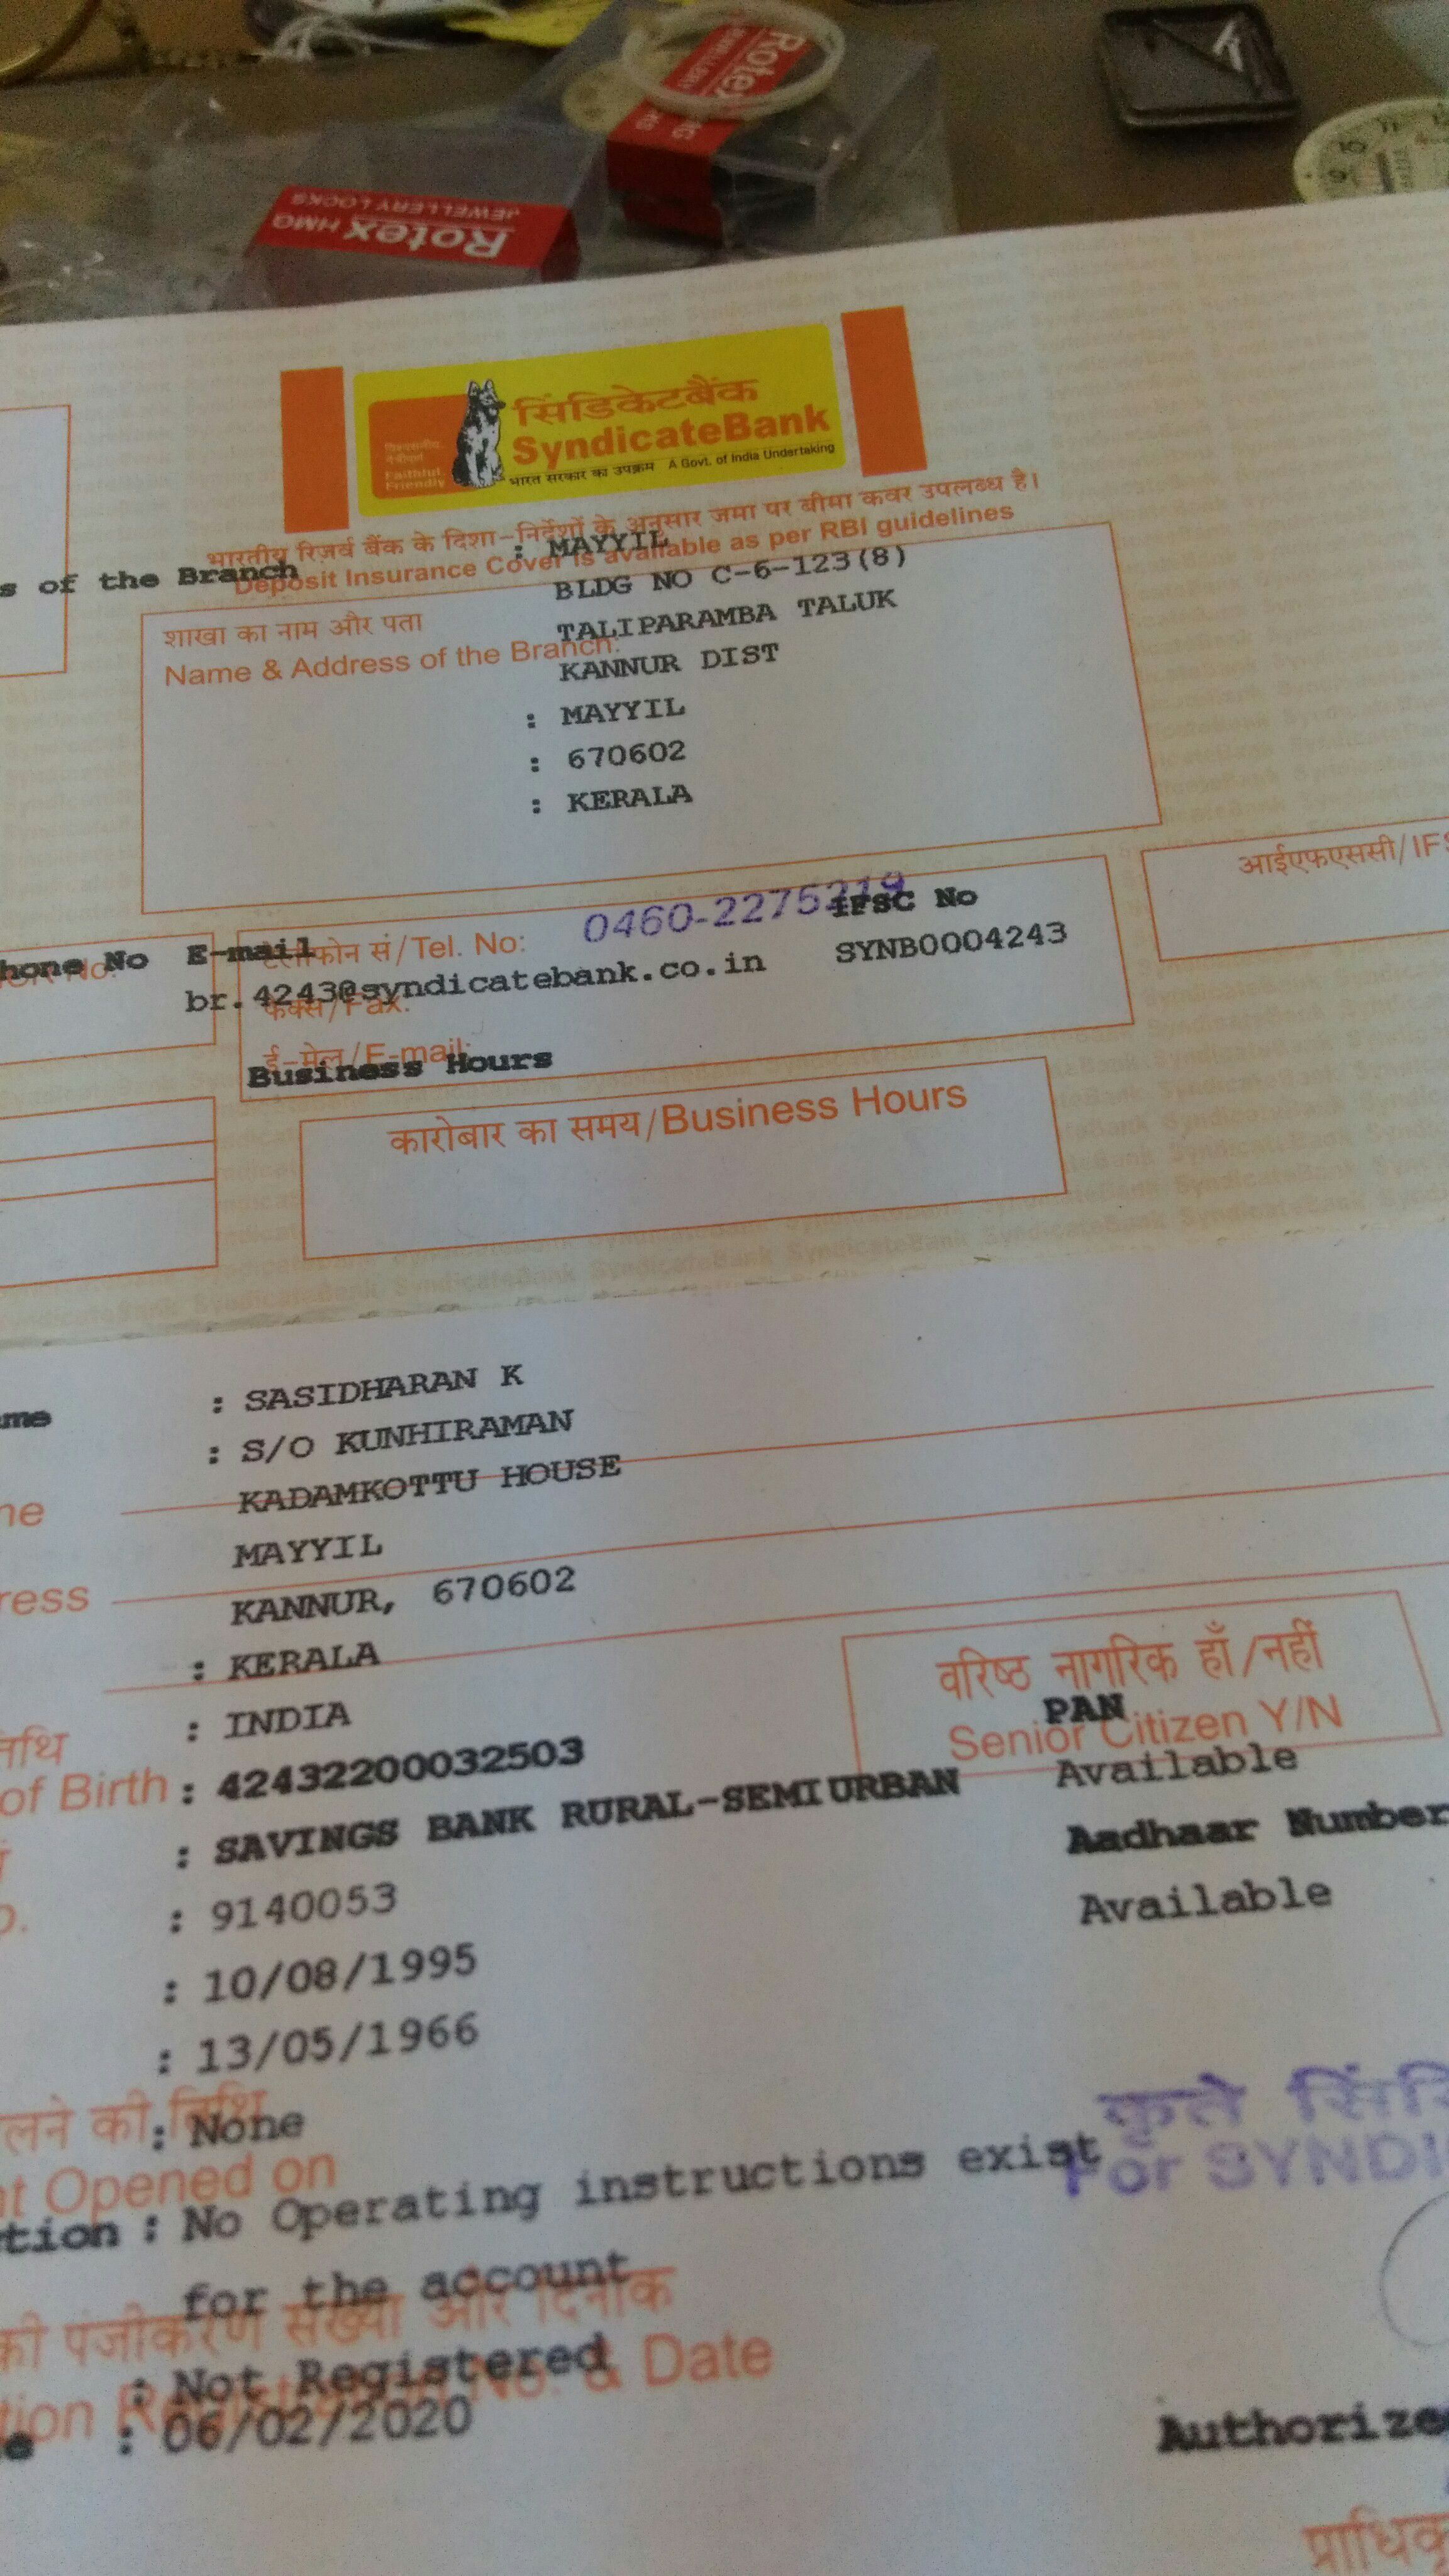 Rotex
JEWELLERY
Rotex HMG
JEWELLERY LOCKS
सिंडिकेटबैंक
SyndicateBank
भारत सरकार का उपक्रम A Govt. of India Undertaking
Faithful,
Friendly
भारतीय रिज़र्व बैंक के दिशा-निर्देशों के अनुसार जमा पर बीमा कवर उपलब्ध है।
Deposit Insurance Cover is available as per RBI guidelines
s of the Branch : MAYYIL
BLDG NO C-6-123(8)
शाखा का नाम और पता
TALIPARAMBA TALUK
Name & Address of the Branch:
KANNUR DIST
: MAYYIL
: 670602
: KERALA
आईएफएससी/IFS
0460-2275219
IFSC No
hone No E-mail
टेलीफोन सं/Tel. No:
br.4243@syndicatebank.co.in SYNB0004243
फैक्स/Fax:
ई-मेल/E-mail:
Business Hours
कारोबार का समय/Business Hours
me : SASIDHARAN K
: S/O KUNHIRAMAN
KADAMKOTTU HOUSE
ne
MAYYIL
ress
KANNUR, 670602
: KERALA
वरिष्ठ नागरिक हाँ/नहीं
Senior Citizen Y/N
PAN
: INDIA
Available
तिथि
of Birth
: 42432200032503
: SAVINGS BANK RURAL-SEMIURBAN
Aadhaar Number
: 9140053
Available
: 10/08/1995
: 13/05/1966
लने की तिथि
: None
nt Opened on
कृते सिंडि
For SYNDI
tion : No Operating instructions exist
for the account
की पंजीकरण संख्या और दिनांक
: Not Registered
tion Registration No. & Date
e : 06/02/2020
Authorize
प्राधिकृ